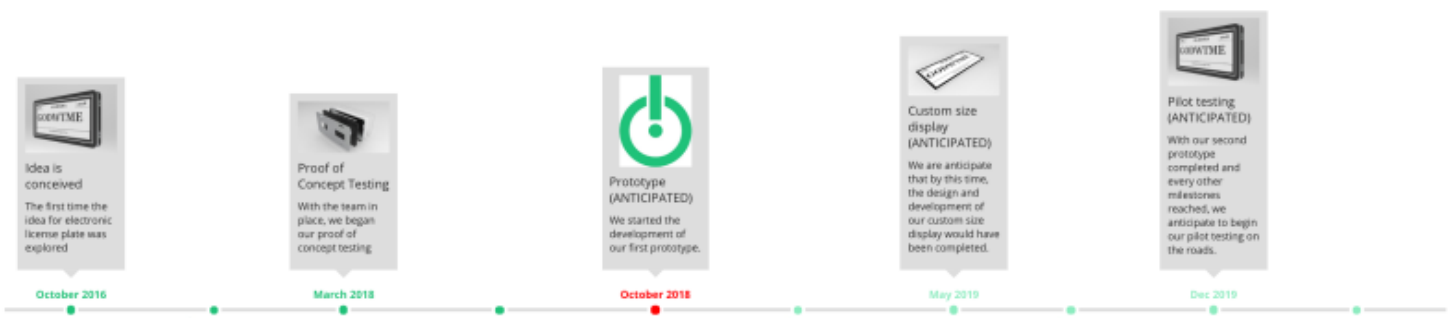 GODWTME
Idea is
conceived
The first time the
idea for electronic
license plate was
explored
October 2016
Proof of
Concept Testing
With the team in
place, we began
our proof of
concept testing
March 2018
Prototype
(ANTICIPATED)
We started the
development of
our first prototype.
October 2018
Custom size
display
(ANTICIPATED)
We are anticipate
that by this time,
the design and
development of
our custom size
display would have
been completed.
May 2019
GODWTME
Pilot testing
(ANTICIPATED)
With our second
prototype
completed and
every other
milestones
reached, we
anticipate to begin
our pilot testing on
the roads.
Dec 2019